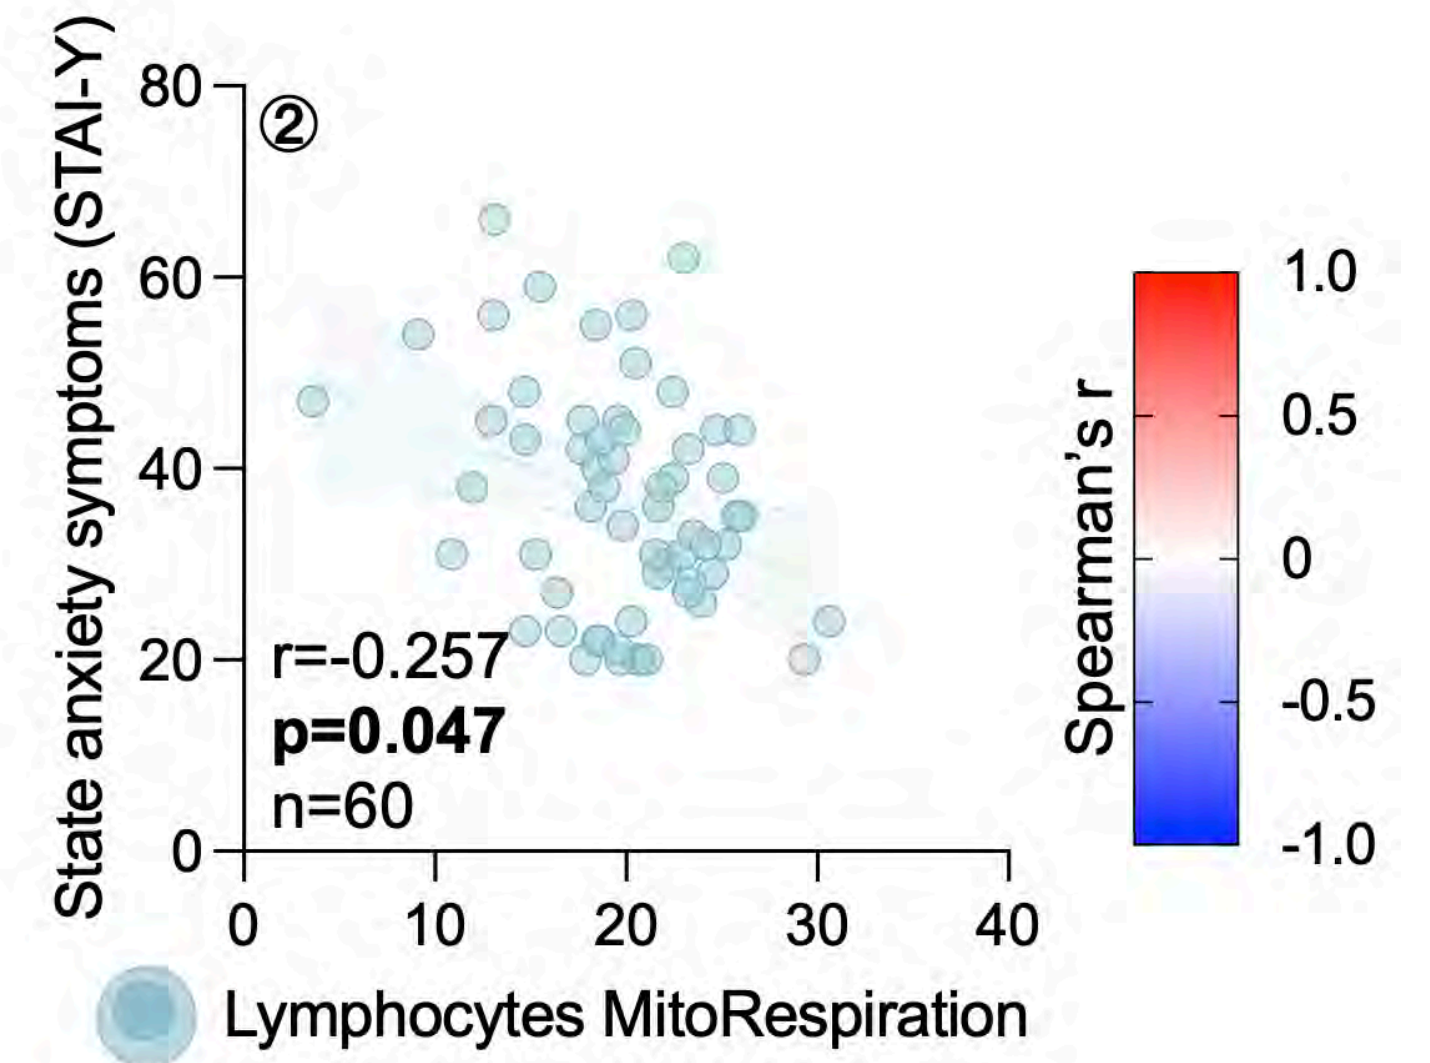 State anxiety symptoms (STAI-Y)
80
60
40
20
0
②
r=-0.257
p=0.047
n=60
0 10 20 30 40
Lymphocytes MitoRespiration
Spearman's r
1.0
0.5
0
-0.5
-1.0